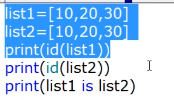 list1=[10,20,30]
list2=[10,20,30]
print(id(list1))
print(id(list2))
print(list1 is list2)